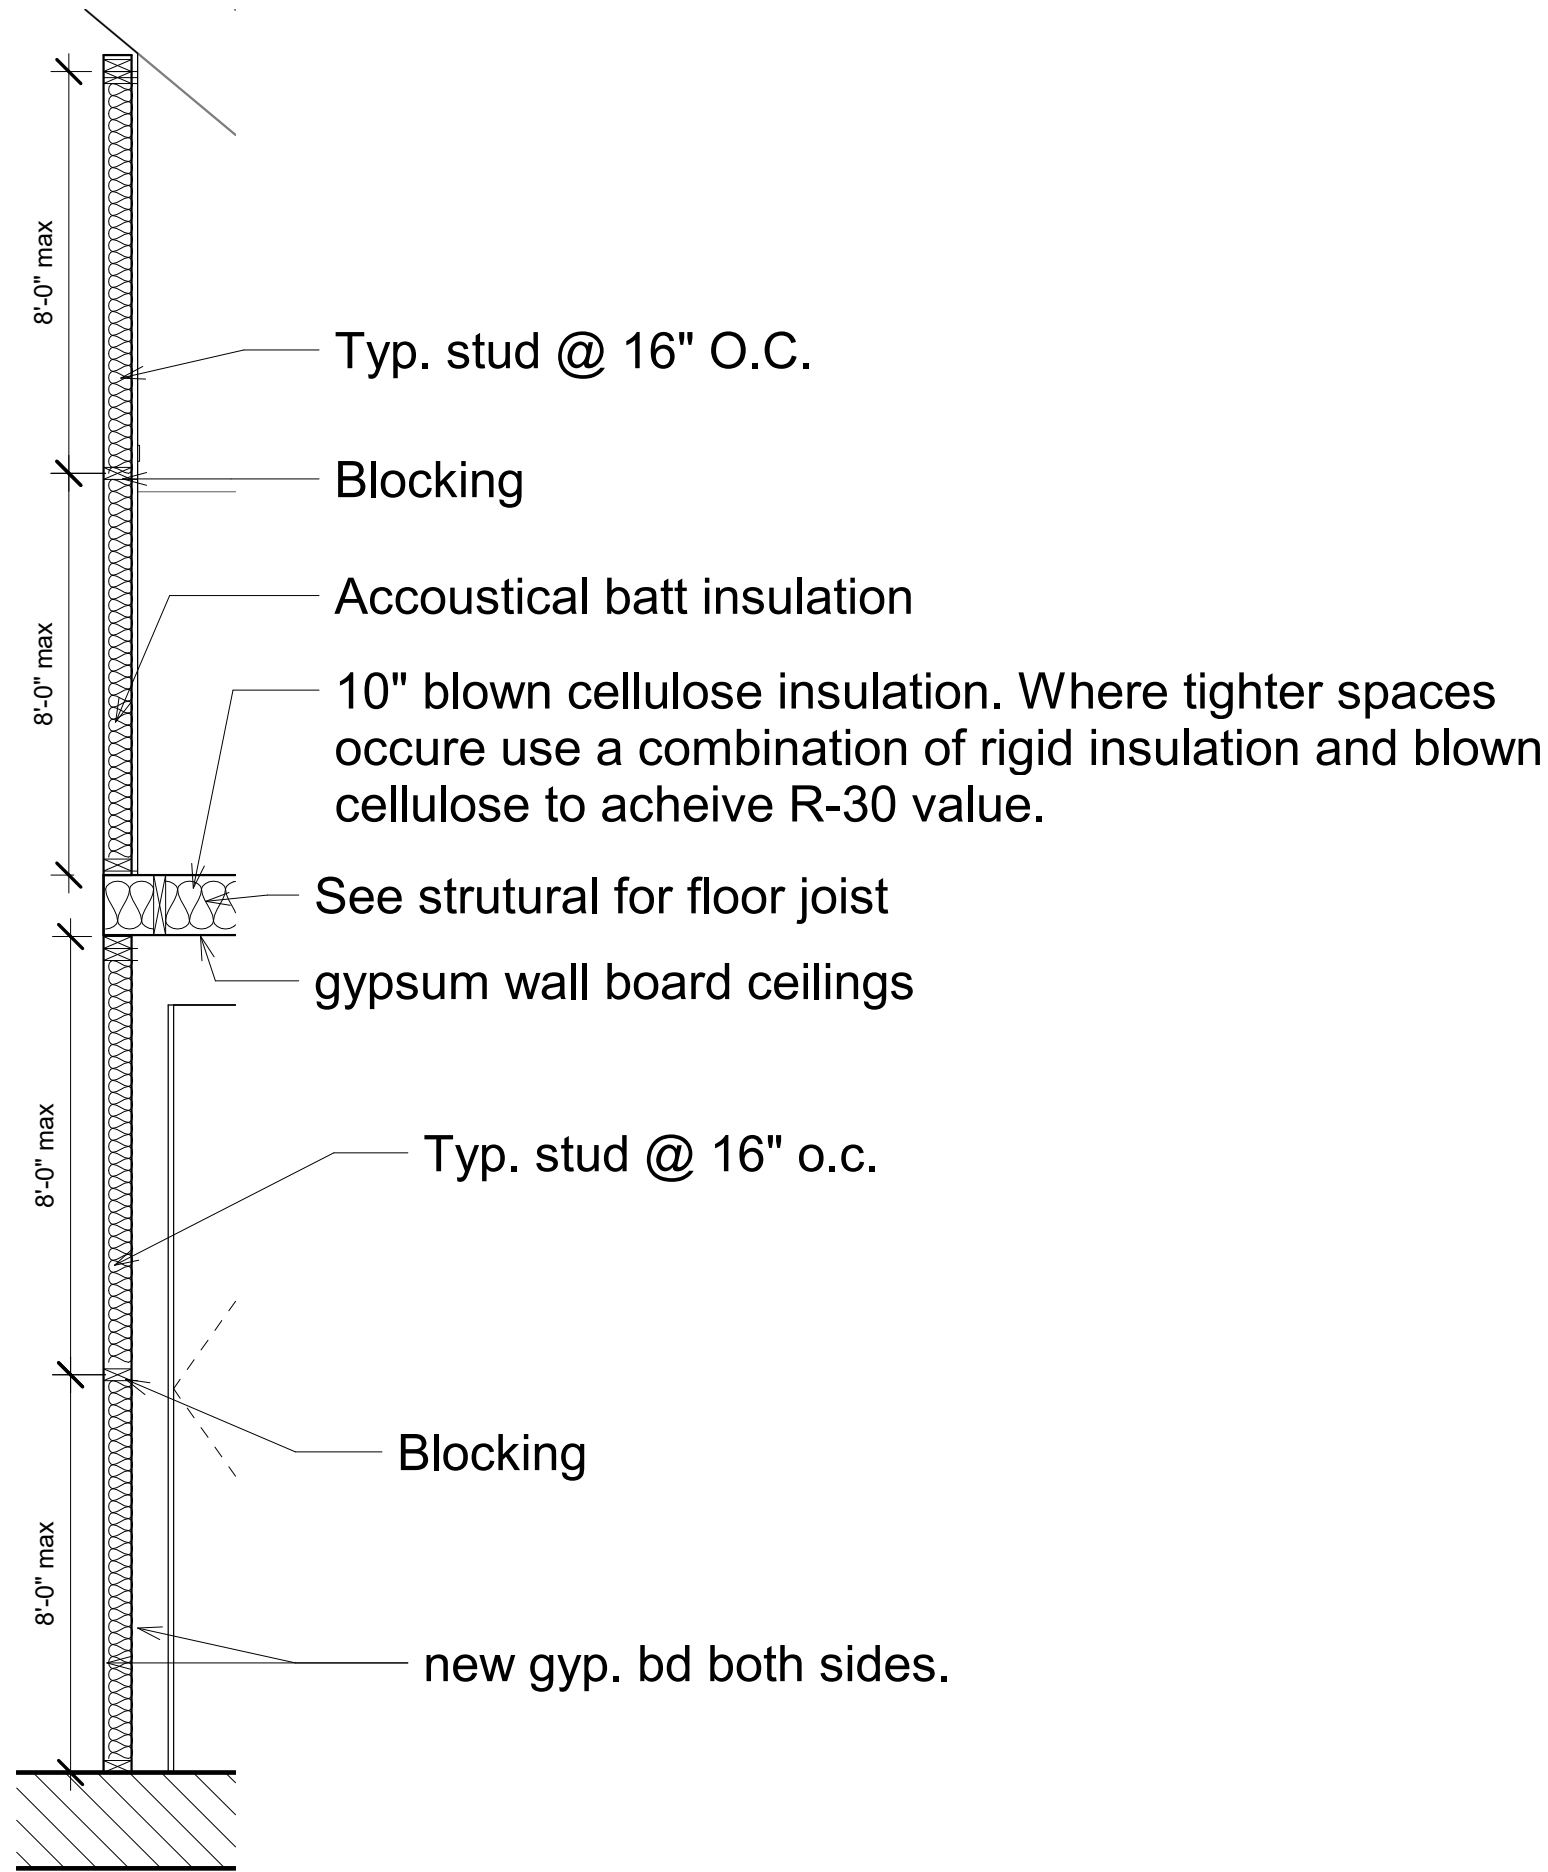 8'-0" max
Typ. stud @ 16" O.C.
Blocking
Accoustical batt insulation
8'-0" max
10" blown cellulose insulation. Where tighter spaces
occure use a combination of rigid insulation and blown
cellulose to acheive R-30 value.
See strutural for floor joist
gypsum wall board ceilings
8'-0" max
Typ. stud @ 16" o.c.
Blocking
8'-0" max
new gyp. bd both sides.